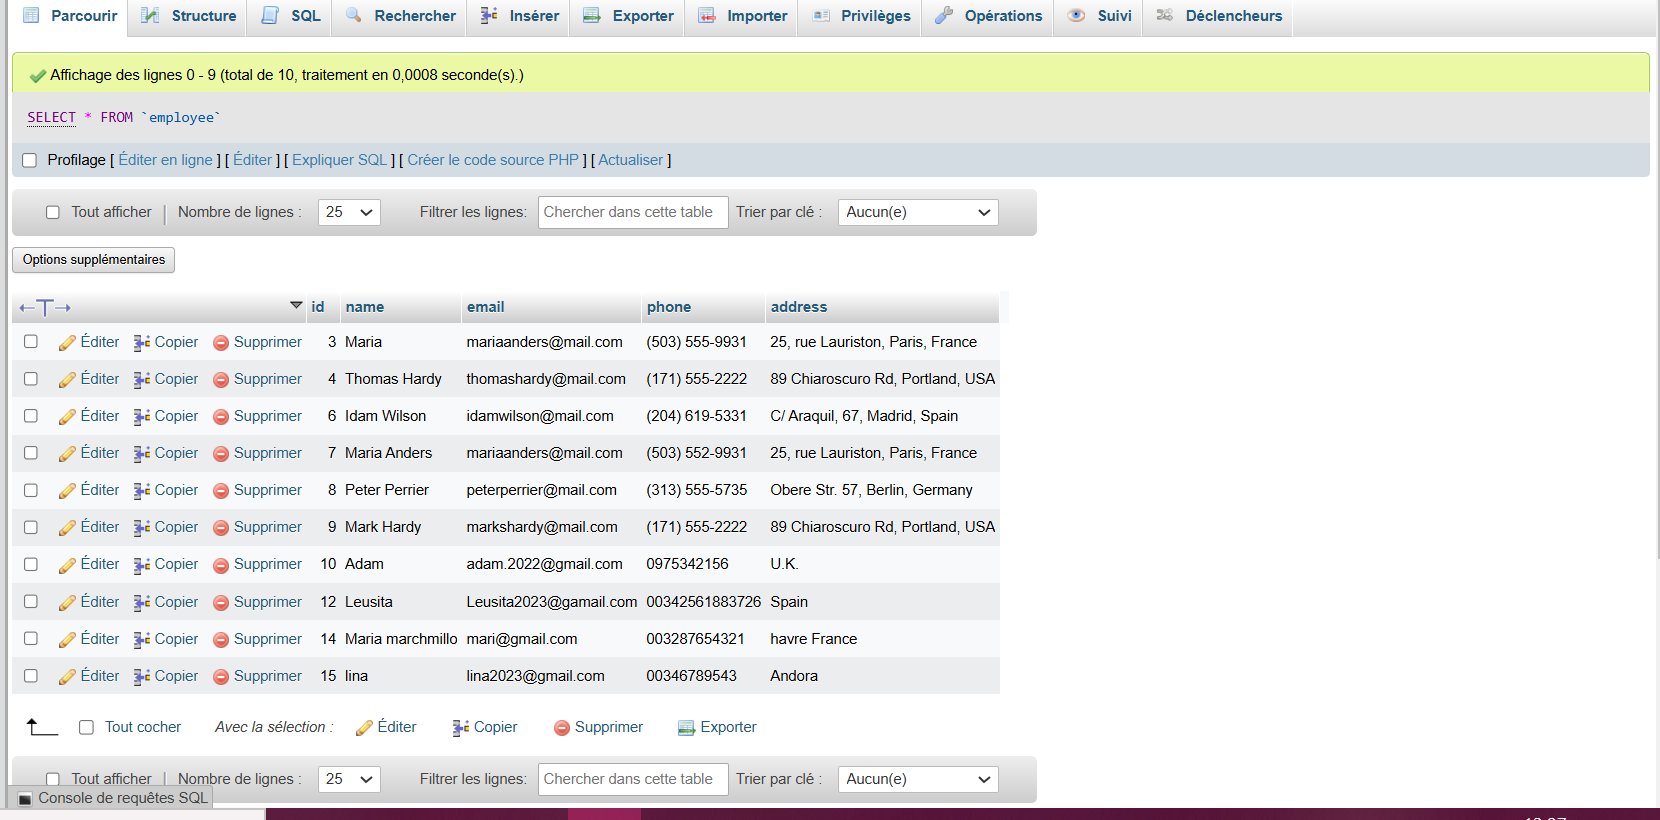 Parcourir Structure SQL Rechercher Insérer Exporter Importer Privilèges Opérations Suivi Déclencheurs
Affichage des lignes 0 - 9 (total de 10, traitement en 0,0008 seconde(s).)
SELECT * FROM `employee`
Profilage [ Éditer en ligne ] [ Éditer ] [ Expliquer SQL ] [ Créer le code source PHP ] [ Actualiser ]
Tout afficher | Nombre de lignes : 25 Filtrer les lignes: Chercher dans cette table Trier par clé : Aucun(e)
Options supplémentaires
←T→ id name email phone address
Éditer Copier Supprimer 3 Maria mariaanders@mail.com (503) 555-9931 25, rue Lauriston, Paris, France
Éditer Copier Supprimer 4 Thomas Hardy thomashardy@mail.com (171) 555-2222 89 Chiaroscuro Rd, Portland, USA
Éditer Copier Supprimer 6 Idam Wilson idamwilson@mail.com (204) 619-5331 C/ Araquil, 67, Madrid, Spain
Éditer Copier Supprimer 7 Maria Anders mariaanders@mail.com (503) 552-9931 25, rue Lauriston, Paris, France
Éditer Copier Supprimer 8 Peter Perrier peterperrier@mail.com (313) 555-5735 Obere Str. 57, Berlin, Germany
Éditer Copier Supprimer 9 Mark Hardy markshardy@mail.com (171) 555-2222 89 Chiaroscuro Rd, Portland, USA
Éditer Copier Supprimer 10 Adam adam.2022@gmail.com 0975342156 U.K.
Éditer Copier Supprimer 12 Leusita Leusita2023@gamail.com 00342561883726 Spain
Éditer Copier Supprimer 14 Maria marchmillo mari@gmail.com 003287654321 havre France
Éditer Copier Supprimer 15 lina lina2023@gmail.com 00346789543 Andora
Tout cocher Avec la sélection : Éditer Copier Supprimer Exporter
Tout afficher | Nombre de lignes : 25 Filtrer les lignes: Chercher dans cette table Trier par clé : Aucun(e)
Console de requêtes SQL